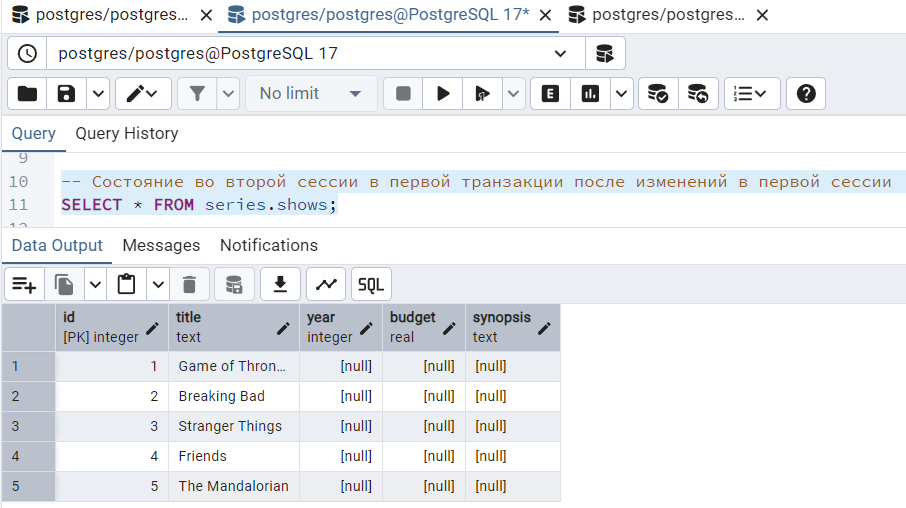 postgres/postgres...
postgres/postgres@PostgreSQL 17*
postgres/postgres...
postgres/postgres@PostgreSQL 17
No limit
E
Query Query History
9
10 -- Состояние во второй сессии в первой транзакции после изменений в первой сессии
11 SELECT * FROM series.shows;
Data Output Messages Notifications
SQL
id title year budget synopsis
[PK] integer text integer real text
1 1 Game of Thron... [null] [null] [null]
2 2 Breaking Bad [null] [null] [null]
3 3 Stranger Things [null] [null] [null]
4 4 Friends [null] [null] [null]
5 5 The Mandalorian [null] [null] [null]